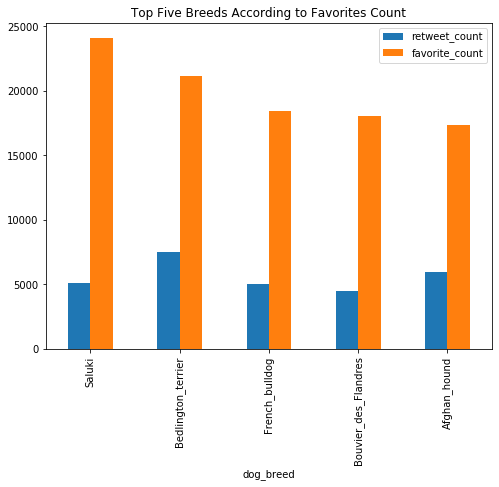 Top Five Breeds According to Favorites Count
retweet_count
favorite_count
25000
20000
15000
10000
5000
0
Saluki
Bedlington_terrier
French_bulldog
Bouvier_des_Flandres
Afghan_hound
dog_breed